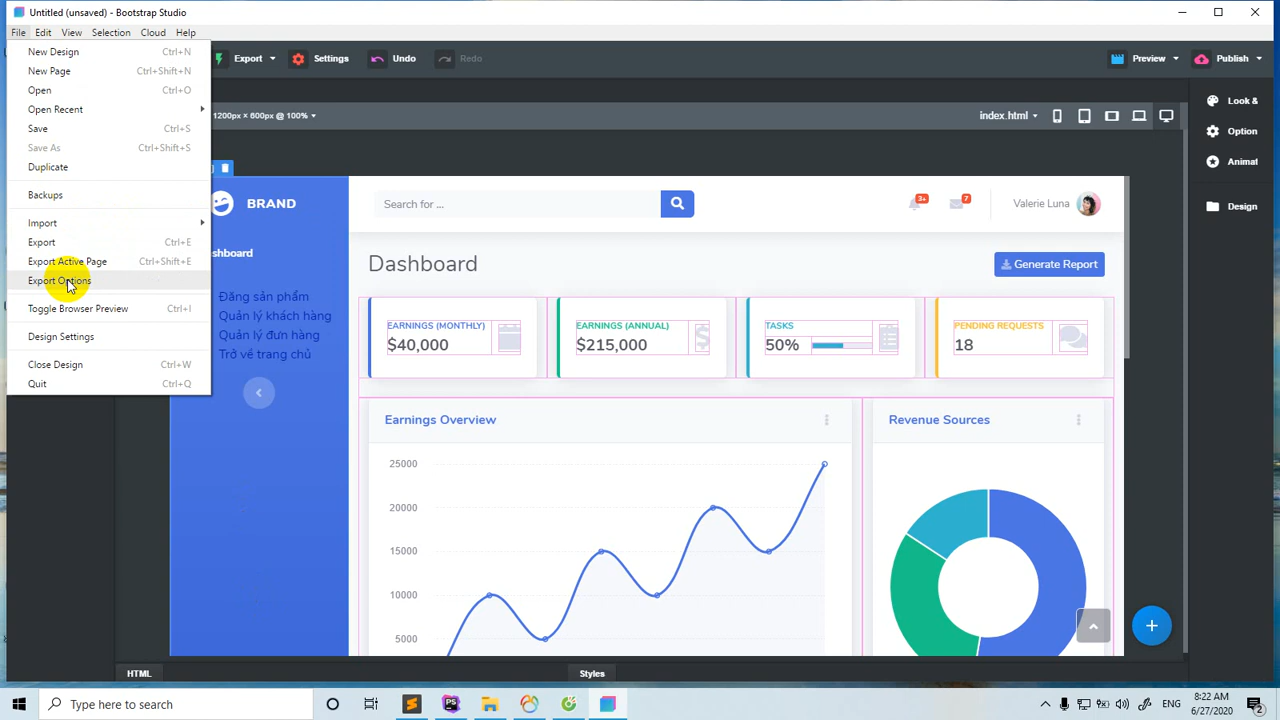 Untitled (unsaved) - Bootstrap Studio
File Edit View Selection Cloud Help
New Design Ctrl+N
New Page Ctrl+Shift+N
Open Ctrl+O
Open Recent
Save Ctrl+S
Save As Ctrl+Shift+S
Duplicate
Backups
Import
Export Ctrl+E
Export Active Page Ctrl+Shift+E
Export Options
Toggle Browser Preview Ctrl+I
Design Settings
Close Design Ctrl+W
Quit Ctrl+Q
Export Settings Undo Redo Preview Publish
1200px × 600px @ 100% index.html
Look &
Option
Animat
Design
BRAND
shboard
Đăng sản phẩm
Quản lý khách hàng
Quản lý đưn hàng
Trở về trang chủ
Search for ... 3+ 7 Valerie Luna
Dashboard Generate Report
EARNINGS (MONTHLY)
$40,000
EARNINGS (ANNUAL)
$215,000
TASKS
50%
PENDING REQUESTS
18
Earnings Overview
25000
20000
15000
10000
5000
Revenue Sources
HTML Styles
Type here to search
ENG
8:22 AM
6/27/2020
2